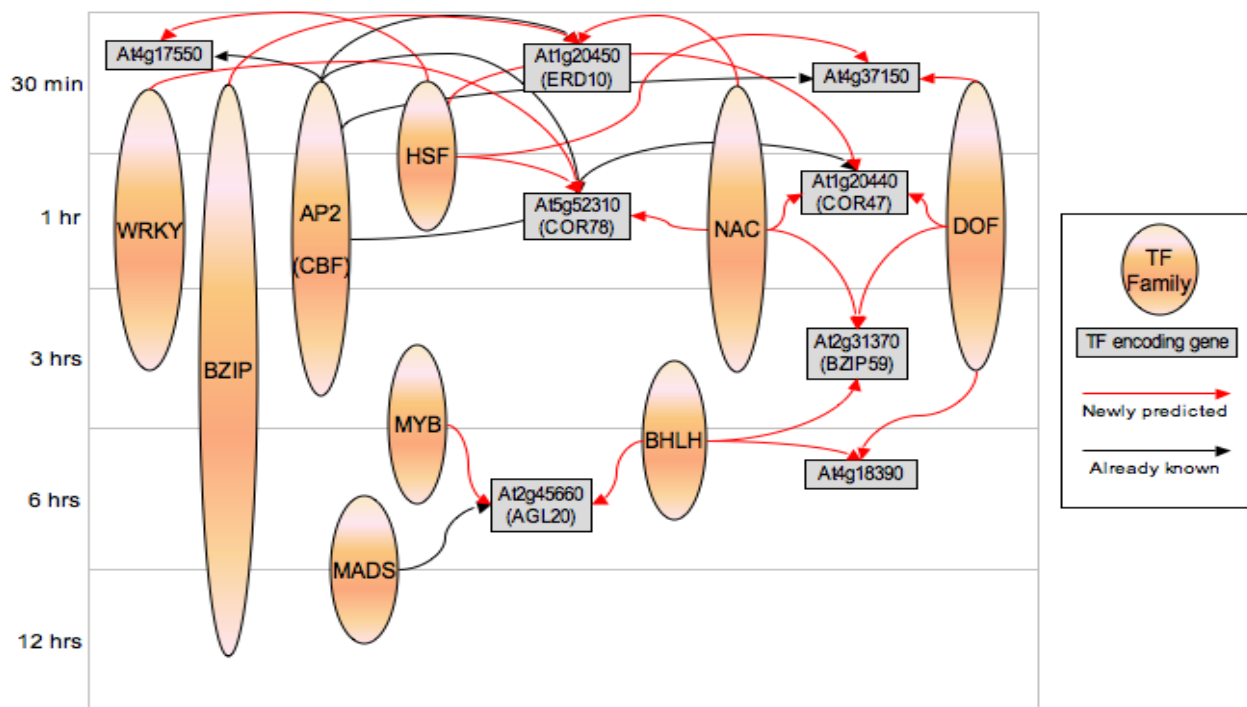 At4g17550
At1g20450
(ERD10)
At4g37150
30 min
HSF
At1g20440
(COR47)
At5g52310
(COR78)
1 hr
WRKY
AP2
(CBF)
NAC
DOF
TF
Family
At2g31370
(BZIP59)
TF encoding gene
3 hrs
BZIP
Newly predicted
MYB
BHLH
At4g18390
Already known
6 hrs
At2g45660
(AGL20)
MADS
12 hrs